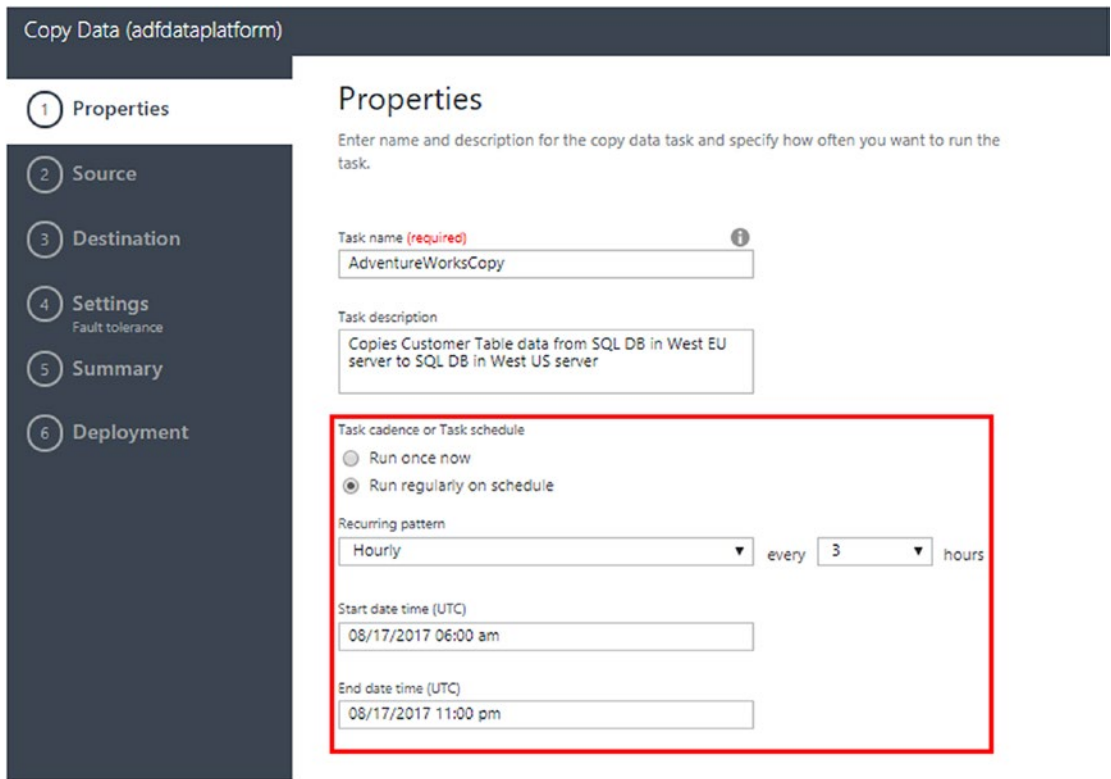 Copy Data (adfdataplatform)
1 Properties
2 Source
3 Destination
4 Settings
Fault tolerance
5 Summary
6 Deployment
Properties
Enter name and description for the copy data task and specify how often you want to run the
task.
Task name (required)
AdventureWorksCopy
Task description
Copies Customer Table data from SQL DB in West EU
server to SQL DB in West US server
Task cadence or Task schedule
Run once now
Run regularly on schedule
Recurring pattern
Hourly every 3 hours
Start date time (UTC)
08/17/2017 06:00 am
End date time (UTC)
08/17/2017 11:00 pm